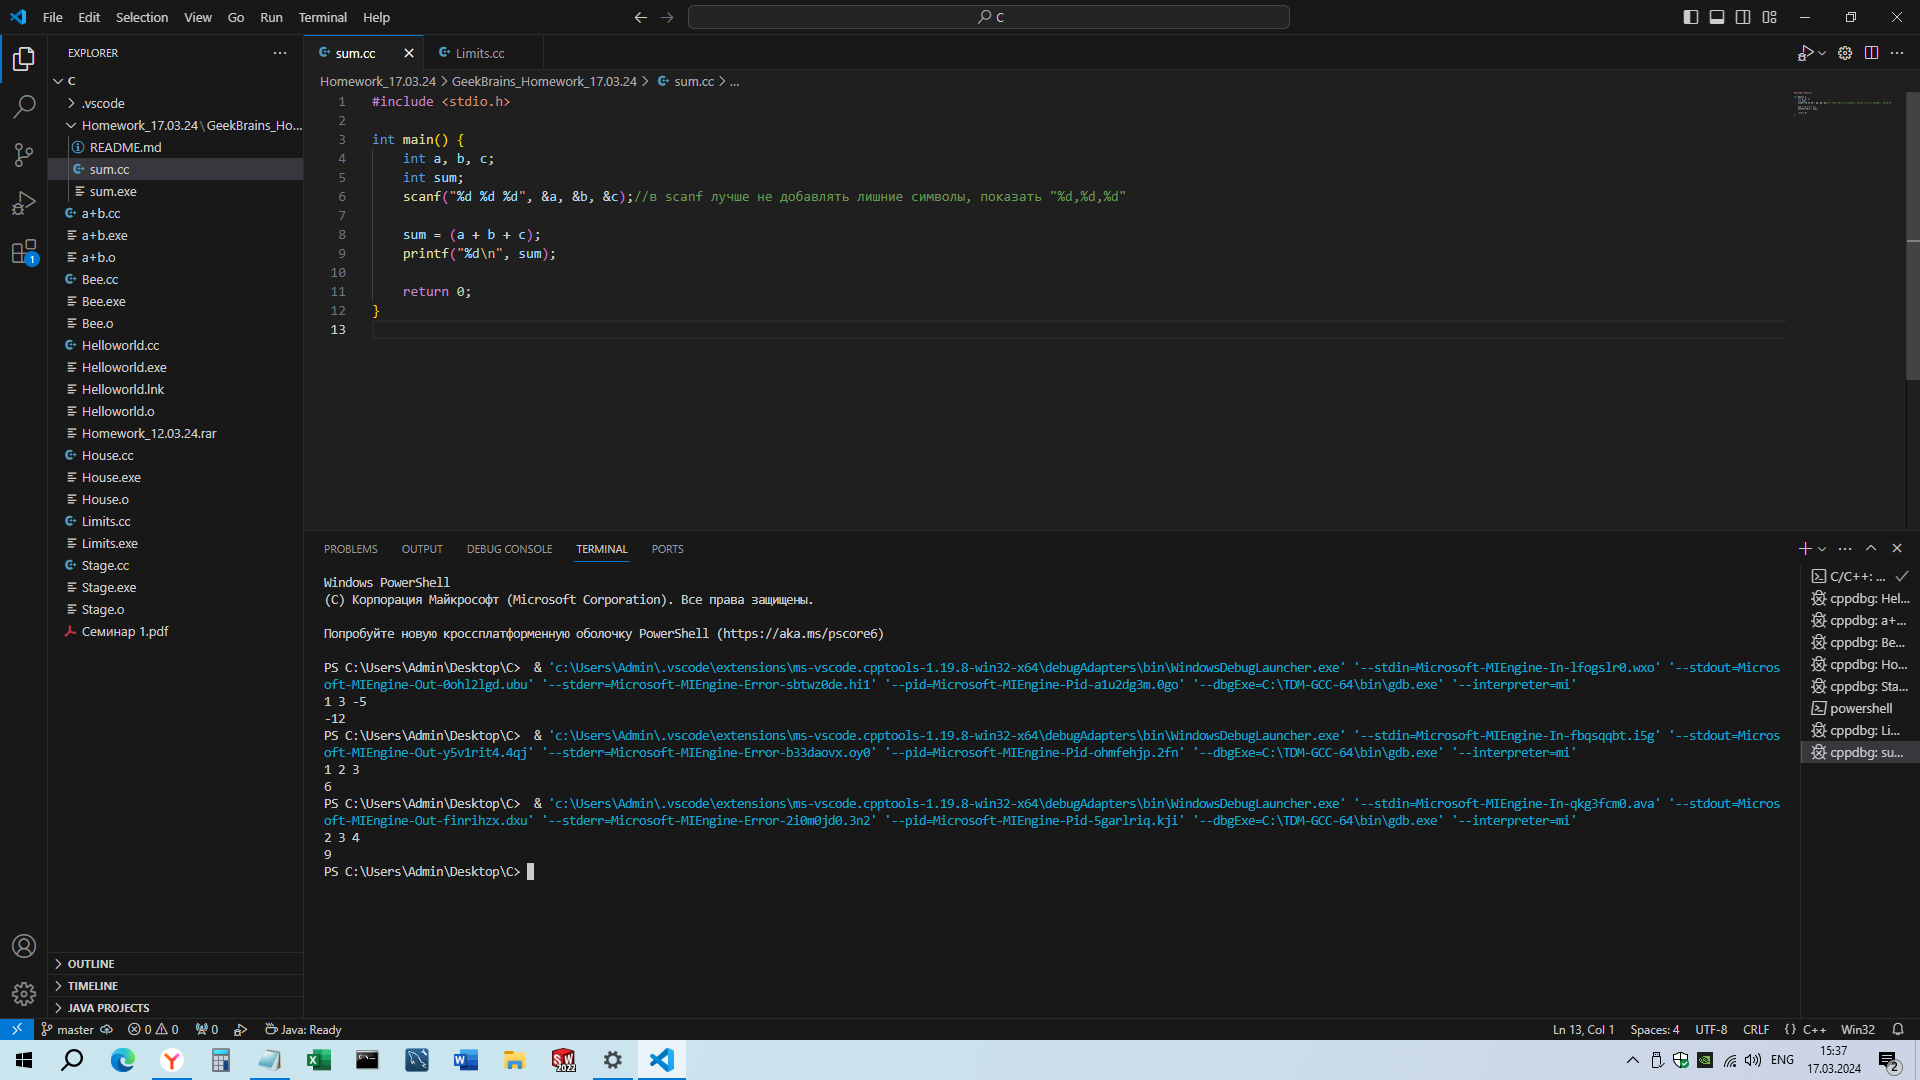 File Edit Selection View Go Run Terminal Help
C
EXPLORER
C
.vscode
Homework_17.03.24\GeekBrains_Ho...
README.md
sum.cc
sum.exe
a+b.cc
a+b.exe
a+b.o
Bee.cc
Bee.exe
Bee.o
Helloworld.cc
Helloworld.exe
Helloworld.lnk
Helloworld.o
Homework_12.03.24.rar
House.cc
House.exe
House.o
Limits.cc
Limits.exe
Stage.cc
Stage.exe
Stage.o
Семинар 1.pdf
OUTLINE
TIMELINE
JAVA PROJECTS
1
sum.cc
Limits.cc
Homework_17.03.24 > GeekBrains_Homework_17.03.24 > sum.cc > ...
1 #include <stdio.h>
2
3 int main() {
4 int a, b, c;
5 int sum;
6 scanf("%d %d %d", &a, &b, &c);//в scanf лучше не добавлять лишние символы, показать "%d,%d,%d"
7
8 sum = (a + b + c);
9 printf("%d\n", sum);
10
11 return 0;
12 }
13
PROBLEMS OUTPUT DEBUG CONSOLE TERMINAL PORTS
Windows PowerShell
(C) Корпорация Майкрософт (Microsoft Corporation). Все права защищены.
Попробуйте новую кроссплатформенную оболочку PowerShell (https://aka.ms/pscore6)
PS C:\Users\Admin\Desktop\C> & 'c:\Users\Admin\.vscode\extensions\ms-vscode.cpptools-1.19.8-win32-x64\debugAdapters\bin\WindowsDebugLauncher.exe' '--stdin=Microsoft-MIEngine-In-lfogslr0.wxo' '--stdout=Micros
oft-MIEngine-Out-0ohl2lgd.ubu' '--stderr=Microsoft-MIEngine-Error-sbtwz0de.hi1' '--pid=Microsoft-MIEngine-Pid-a1u2dg3m.0go' '--dbgExe=C:\TDM-GCC-64\bin\gdb.exe' '--interpreter=mi'
1 3 -5
-12
PS C:\Users\Admin\Desktop\C> & 'c:\Users\Admin\.vscode\extensions\ms-vscode.cpptools-1.19.8-win32-x64\debugAdapters\bin\WindowsDebugLauncher.exe' '--stdin=Microsoft-MIEngine-In-fbqsqqbt.i5g' '--stdout=Micros
oft-MIEngine-Out-y5v1rit4.4qj' '--stderr=Microsoft-MIEngine-Error-b33daovx.oy0' '--pid=Microsoft-MIEngine-Pid-ohmfehjp.2fn' '--dbgExe=C:\TDM-GCC-64\bin\gdb.exe' '--interpreter=mi'
1 2 3
6
PS C:\Users\Admin\Desktop\C> & 'c:\Users\Admin\.vscode\extensions\ms-vscode.cpptools-1.19.8-win32-x64\debugAdapters\bin\WindowsDebugLauncher.exe' '--stdin=Microsoft-MIEngine-In-qkg3fcm0.ava' '--stdout=Micros
oft-MIEngine-Out-finrihzx.dxu' '--stderr=Microsoft-MIEngine-Error-2i0m0jd0.3n2' '--pid=Microsoft-MIEngine-Pid-5garlriq.kji' '--dbgExe=C:\TDM-GCC-64\bin\gdb.exe' '--interpreter=mi'
2 3 4
9
PS C:\Users\Admin\Desktop\C>
C/C++: ...
cppdbg: Hel...
cppdbg: a+...
cppdbg: Be...
cppdbg: Ho...
cppdbg: Sta...
powershell
cppdbg: Li...
cppdbg: su...
master 0 0 0 Java: Ready
Ln 13, Col 1 Spaces: 4 UTF-8 CRLF {} C++ Win32
SW 2022
ENG
15:37
17.03.2024
2